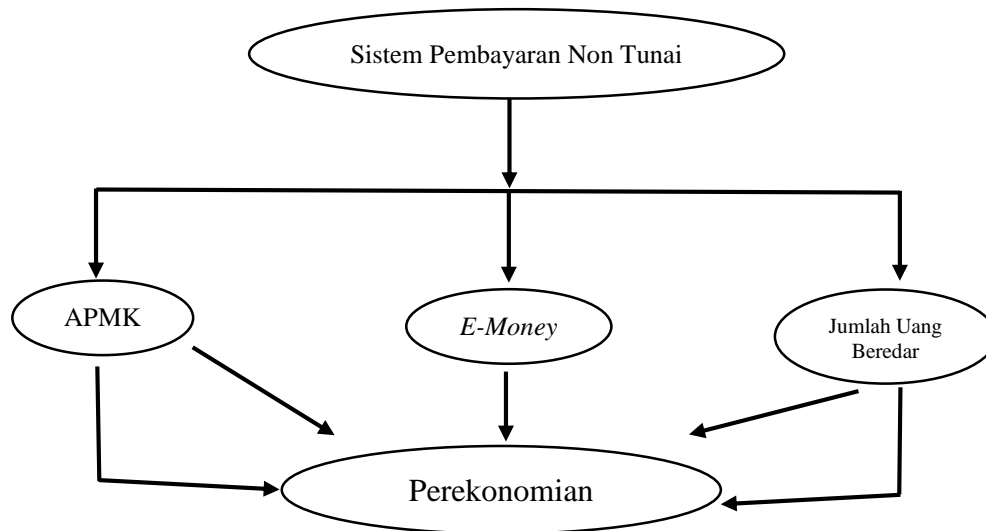 Sistem Pembayaran Non Tunai
APMK
E-Money
Jumlah Uang
Beredar
Perekonomian